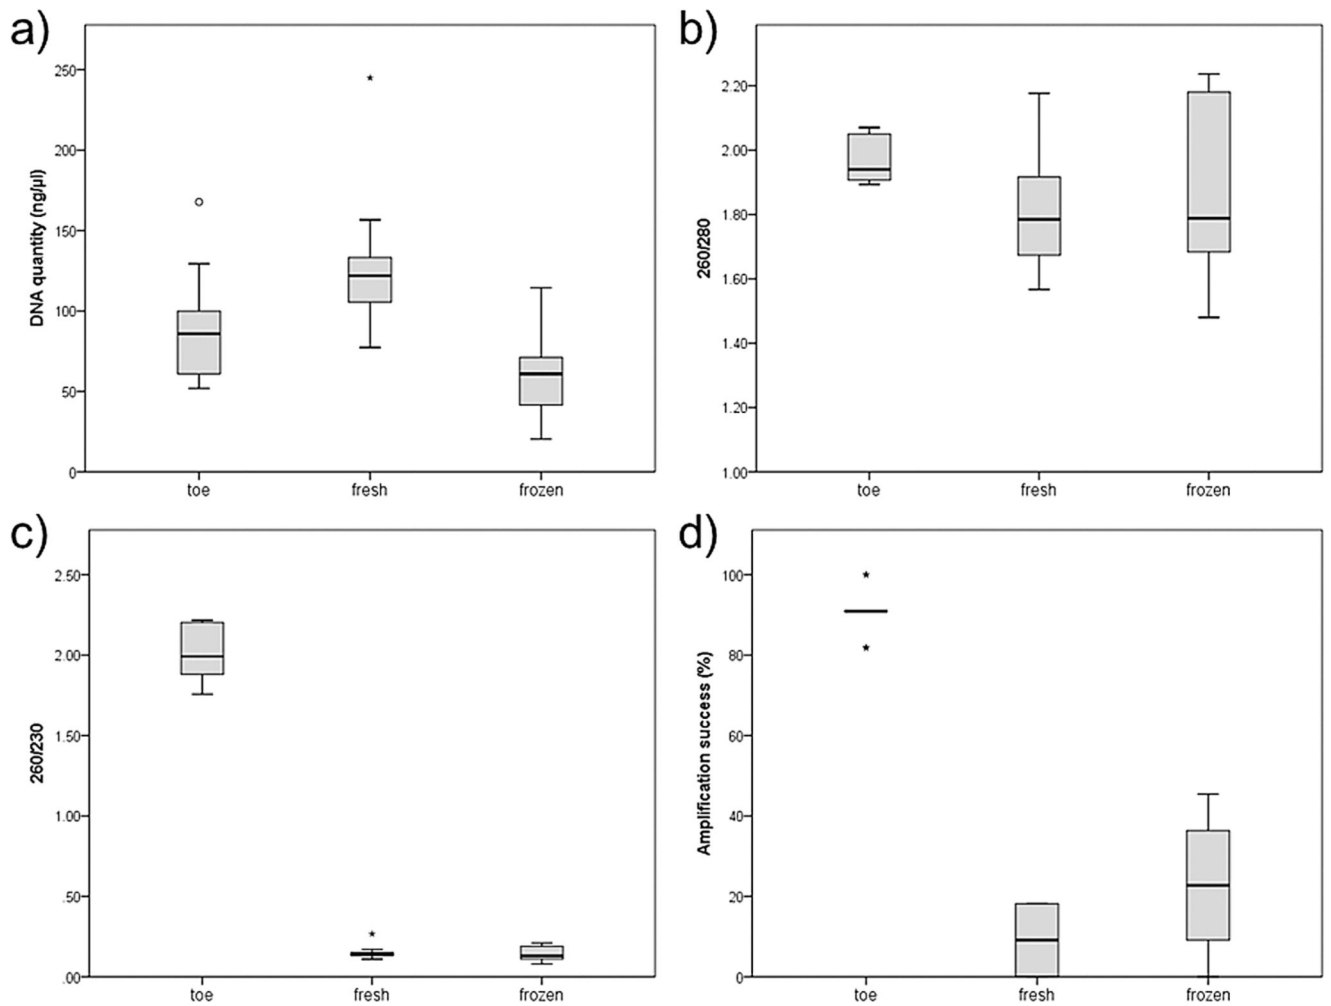 a)
DNA quantity (ng/µl)
250
200
150
100
50
0
toe fresh frozen
b)
260/280
2.20
2.00
1.80
1.60
1.40
1.20
1.00
toe fresh frozen
c)
260/230
2.50
2.00
1.50
1.00
.50
.00
toe fresh frozen
d)
Amplification success (%)
100
80
60
40
20
0
toe fresh frozen